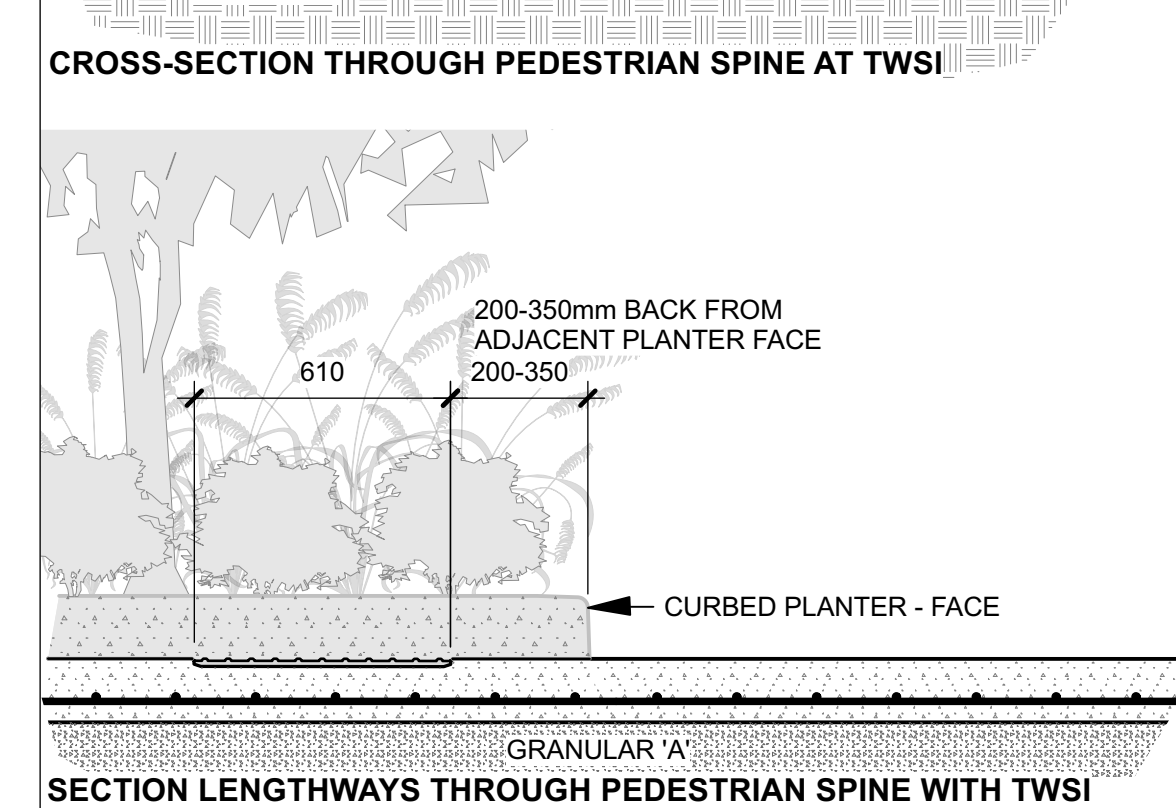 CROSS-SECTION THROUGH PEDESTRIAN SPINE AT TWSI
200-350mm BACK FROM
ADJACENT PLANTER FACE
610
200-350
CURBED PLANTER - FACE
GRANULAR 'A'
SECTION LENGTHWAYS THROUGH PEDESTRIAN SPINE WITH TWSI